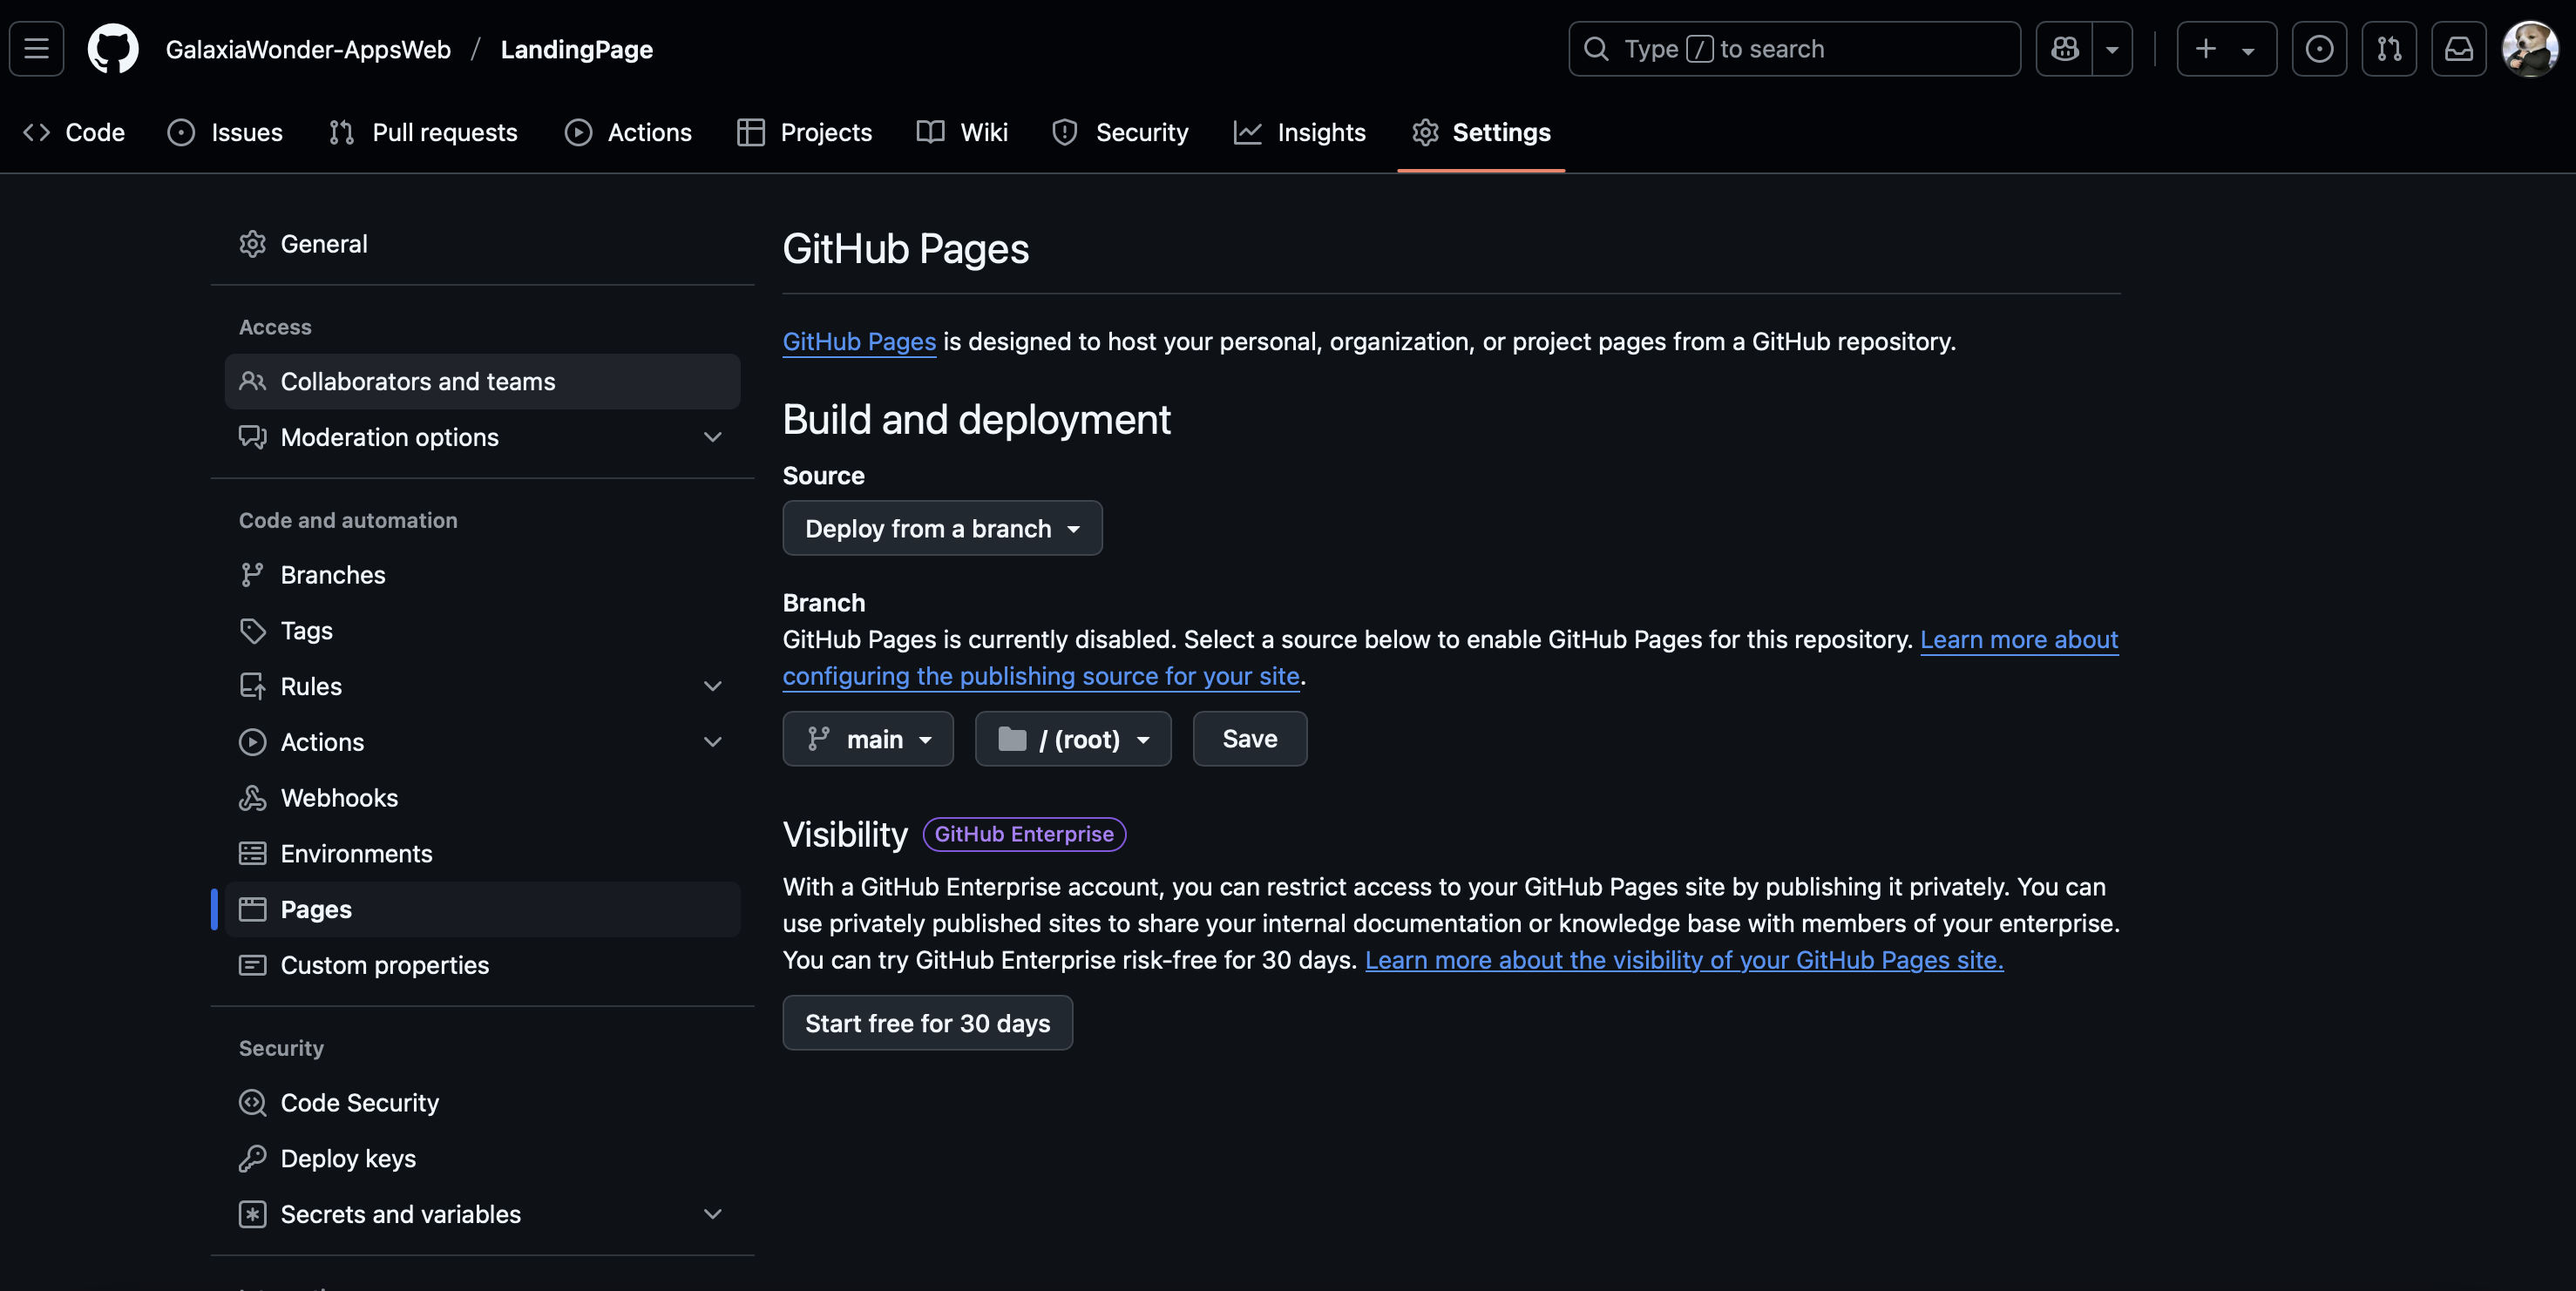 GalaxiaWonder-AppsWeb / LandingPage
Type / to search
Code
Issues
Pull requests
Actions
Projects
Wiki
Security
Insights
Settings
General
Access
Collaborators and teams
Moderation options
Code and automation
Branches
Tags
Rules
Actions
Webhooks
Environments
Pages
Custom properties
Security
Code Security
Deploy keys
Secrets and variables
GitHub Pages
GitHub Pages is designed to host your personal, organization, or project pages from a GitHub repository.
Build and deployment
Source
Deploy from a branch
Branch
GitHub Pages is currently disabled. Select a source below to enable GitHub Pages for this repository. Learn more about
configuring the publishing source for your site.
main
/ (root)
Save
Visibility
GitHub Enterprise
With a GitHub Enterprise account, you can restrict access to your GitHub Pages site by publishing it privately. You can
use privately published sites to share your internal documentation or knowledge base with members of your enterprise.
You can try GitHub Enterprise risk-free for 30 days. Learn more about the visibility of your GitHub Pages site.
Start free for 30 days